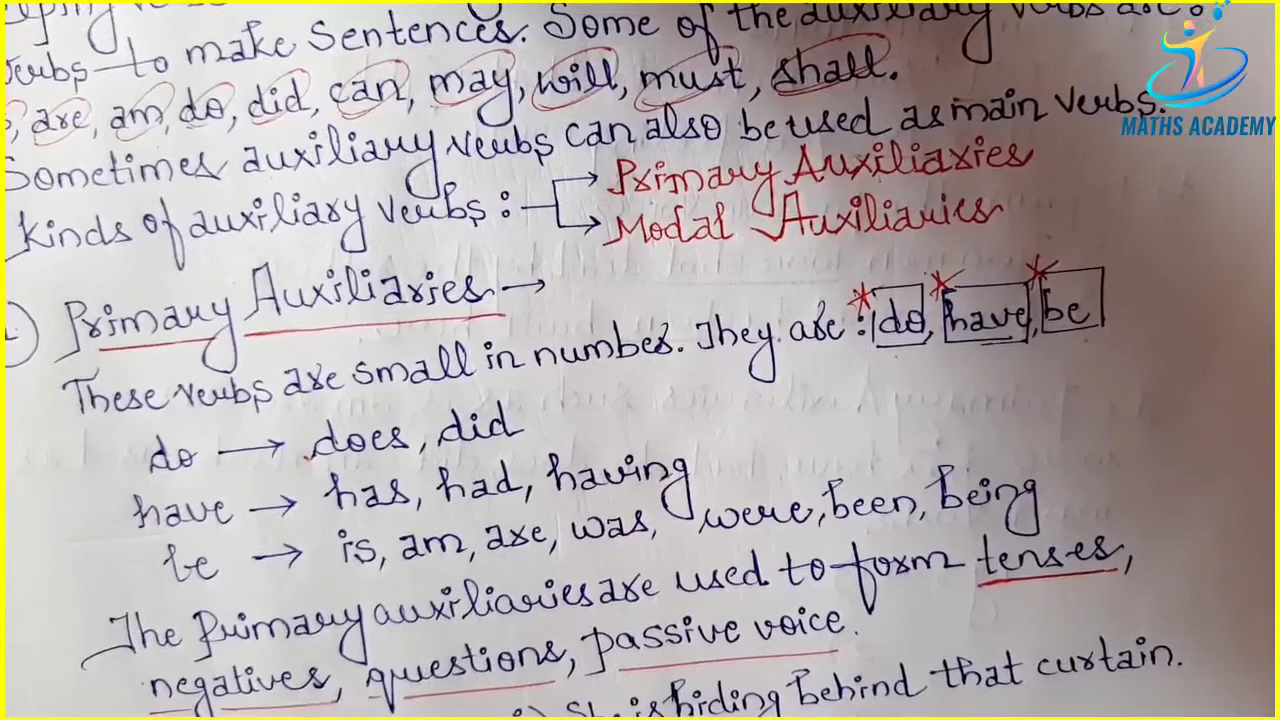 verbs to make sentences. Some of the auxiliary verbs are:
are, am, do, did, can, may, will, must, shall.
Sometimes auxiliary verbs can also be used as main verbs.
MATHS ACADEMY
Kinds of auxiliary verbs :
Primary Auxiliaries
Modal Auxiliaries
Primary Auxiliaries →
These verbs are small in number. They are : do, have, be
do → does, did
have → has, had, having
be → is, am, are, was, were, been, being
The primary auxiliaries are used to form tenses,
negatives, questions, passive voice.
is hiding behind that curtain.